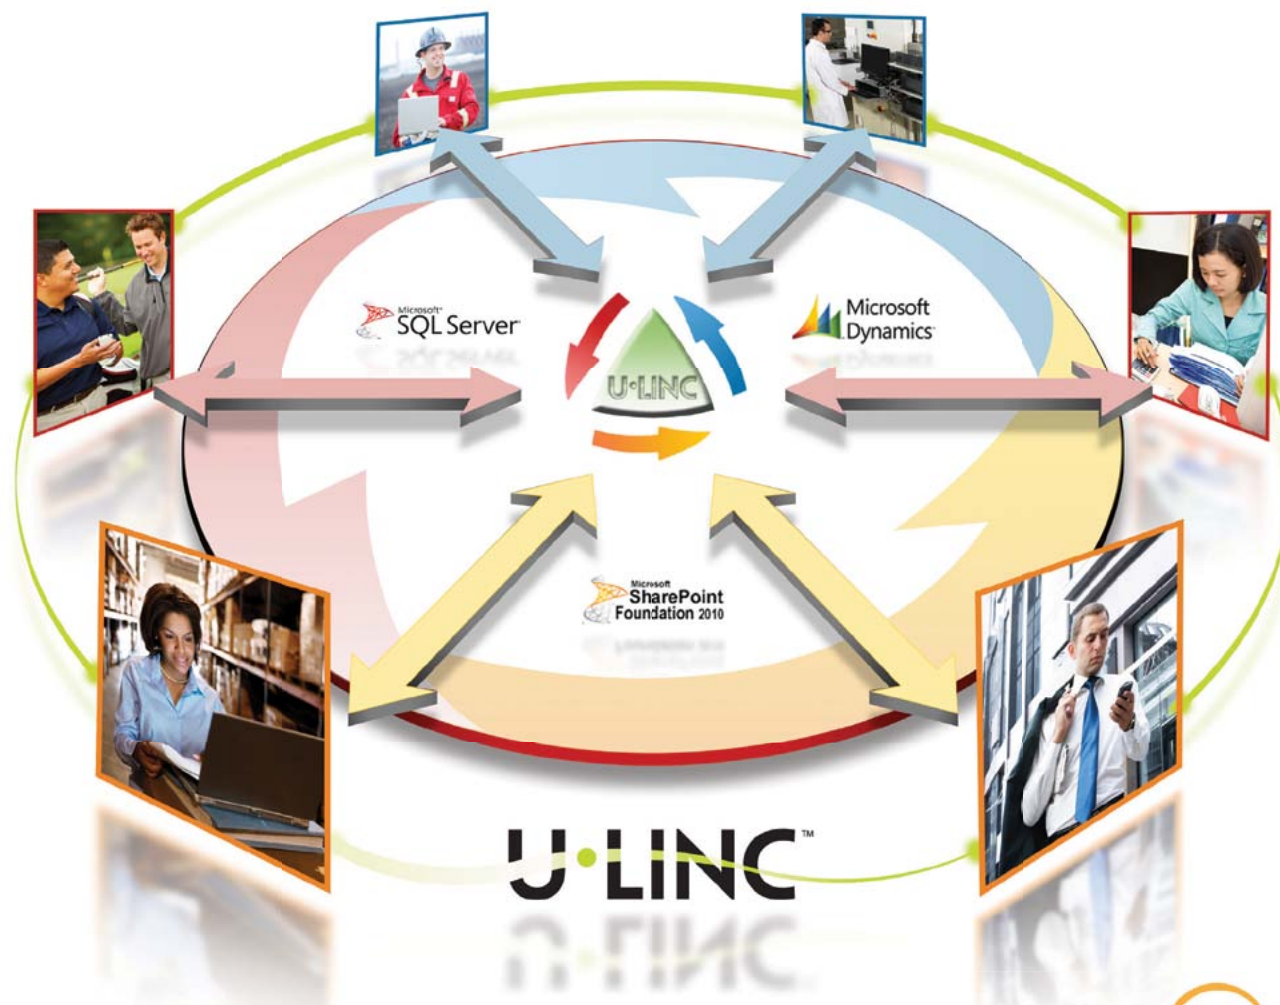 Microsoft®
SQL Server®
Microsoft
Dynamics®
U•LINC
Microsoft
SharePoint
Foundation 2010
U•LINC™